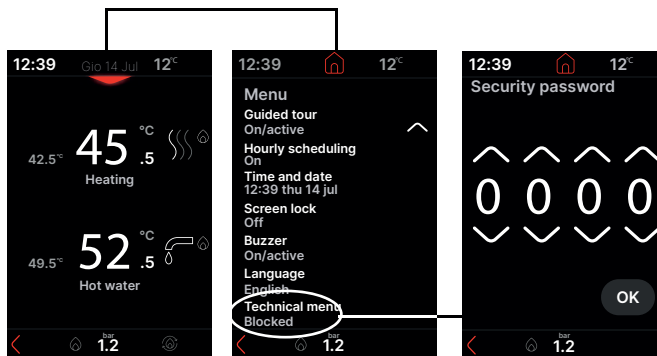 12:39 Gio 14 Jul 12°C
42.5°C 45.5 °C
Heating
49.5°C 52.5 °C
Hot water
bar
1.2
12:39 12°C
Menu
Guided tour
On/active
Hourly scheduling
On
Time and date
12:39 thu 14 jul
Screen lock
Off
Buzzer
On/active
Language
English
Technical menu
Blocked
bar
1.2
12:39 12°C
Security password
0 0 0 0
OK
bar
1.2